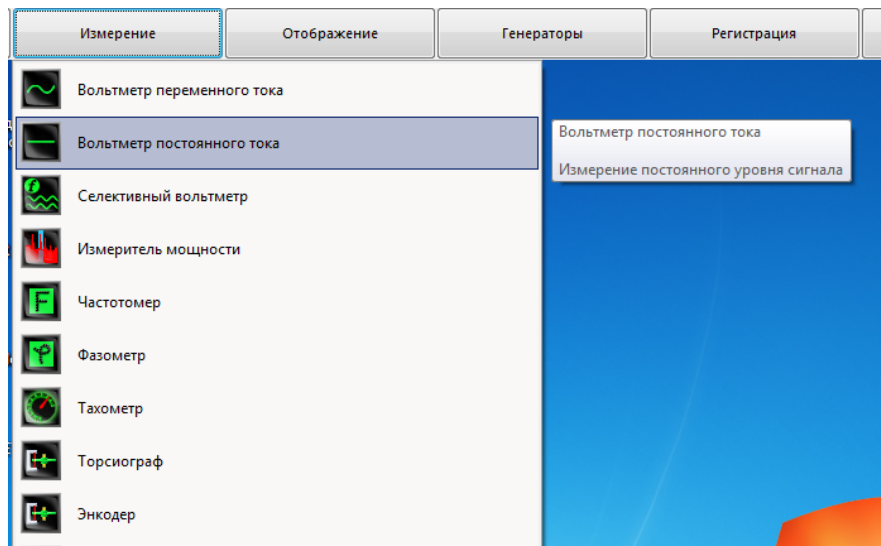 Измерение
Отображение
Генераторы
Регистрация
Вольтметр переменного тока
Вольтметр постоянного тока
Вольтметр постоянного тока
Измерение постоянного уровня сигнала
Селективный вольтметр
Измеритель мощности
Частотомер
Фазометр
Тахометр
Торсиограф
Энкодер